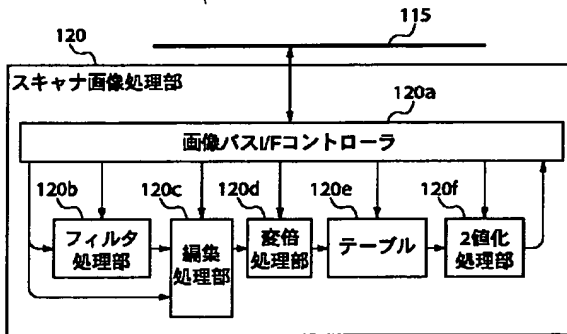 115
120
スキャナ画像処理部
120a
画像バスI/Fコントローラ
120b
120c
120d
120e
120f
フィルタ
処理部
編集
処理部
変倍
処理部
テーブル
2値化
処理部